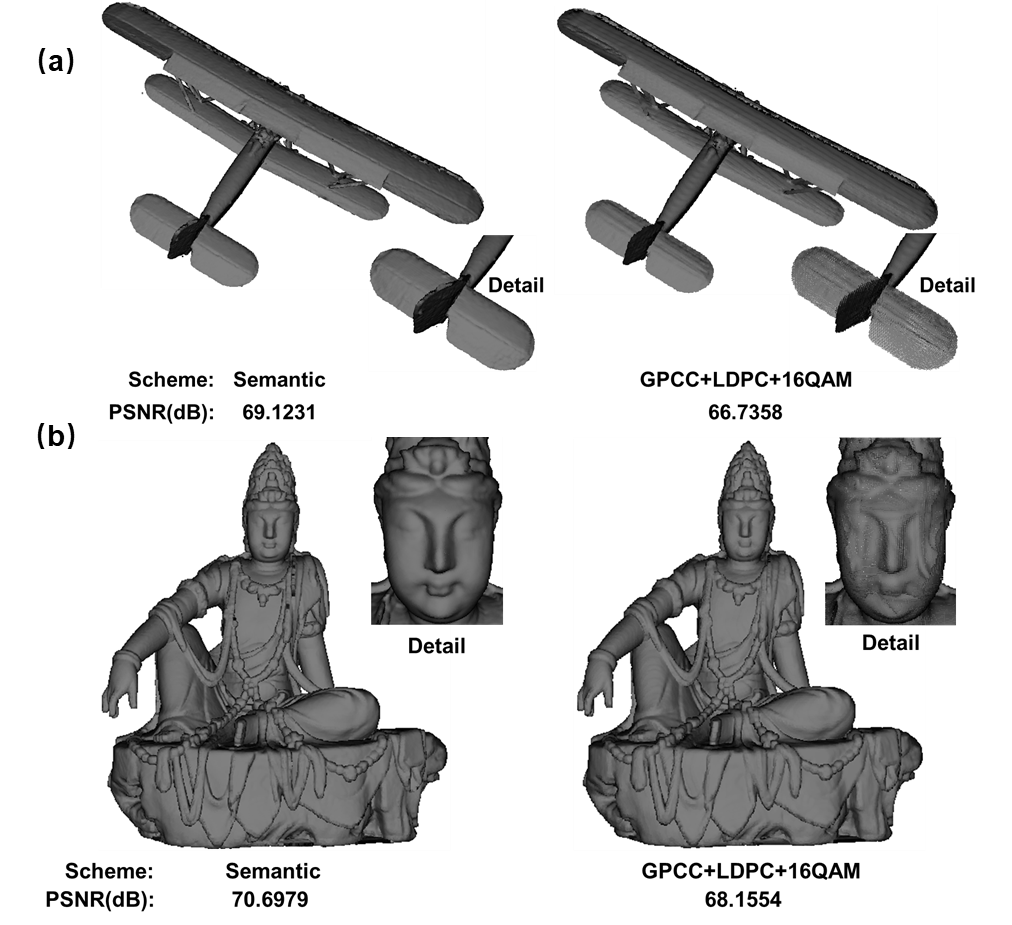 (a)
Detail
Detail
Scheme: Semantic
GPCC+LDPC+16QAM
PSNR(dB): 69.1231
66.7358
(b)
Detail
Detail
Scheme: Semantic
GPCC+LDPC+16QAM
PSNR(dB): 70.6979
68.1554